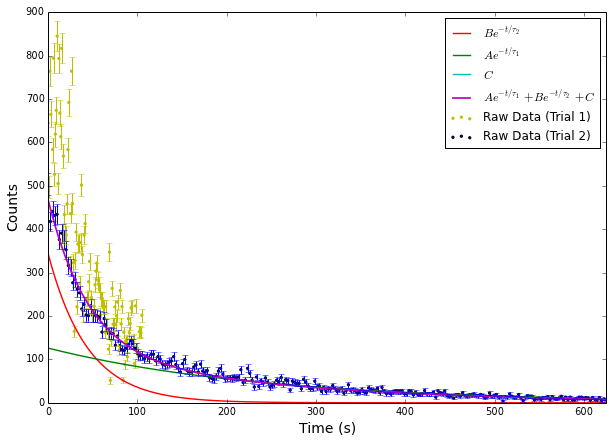 900
800
700
600
500
400
300
200
100
0
Counts
0 100 200 300 400 500 600
Time (s)
Be^{-t/τ_2}
Ae^{-t/τ_1}
C
Ae^{-t/τ_1} + Be^{-t/τ_2} + C
Raw Data (Trial 1)
Raw Data (Trial 2)